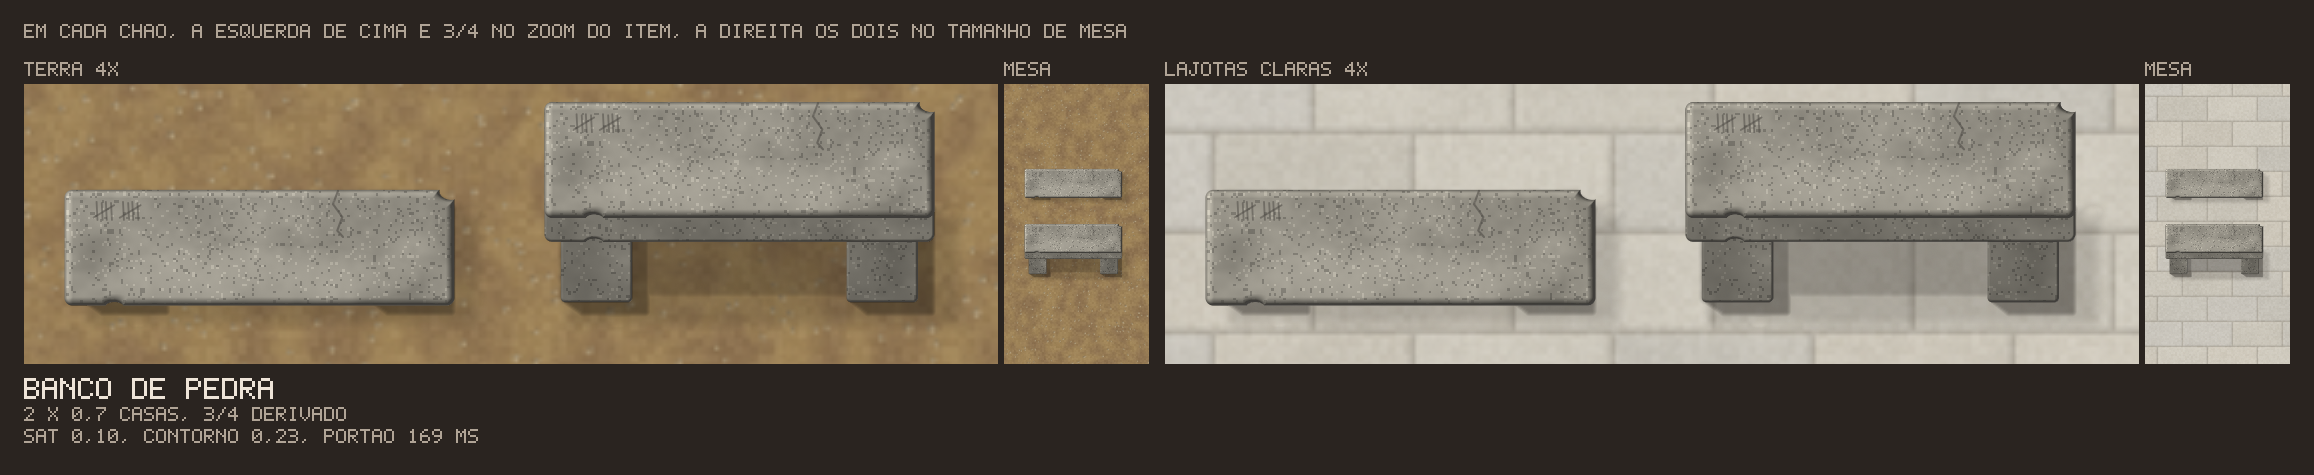 EM CADA CHAO, A ESQUERDA DE CIMA E 3/4 NO ZOOM DO ITEM, A DIREITA OS DOIS NO TAMANHO DE MESA
TERRA 4X
MESA
LAJOTAS CLARAS 4X
MESA
BANCO DE PEDRA
2 X 0,7 CASAS, 3/4 DERIVADO
SAT 0,10, CONTORNO 0,23, PORTAO 169 MS